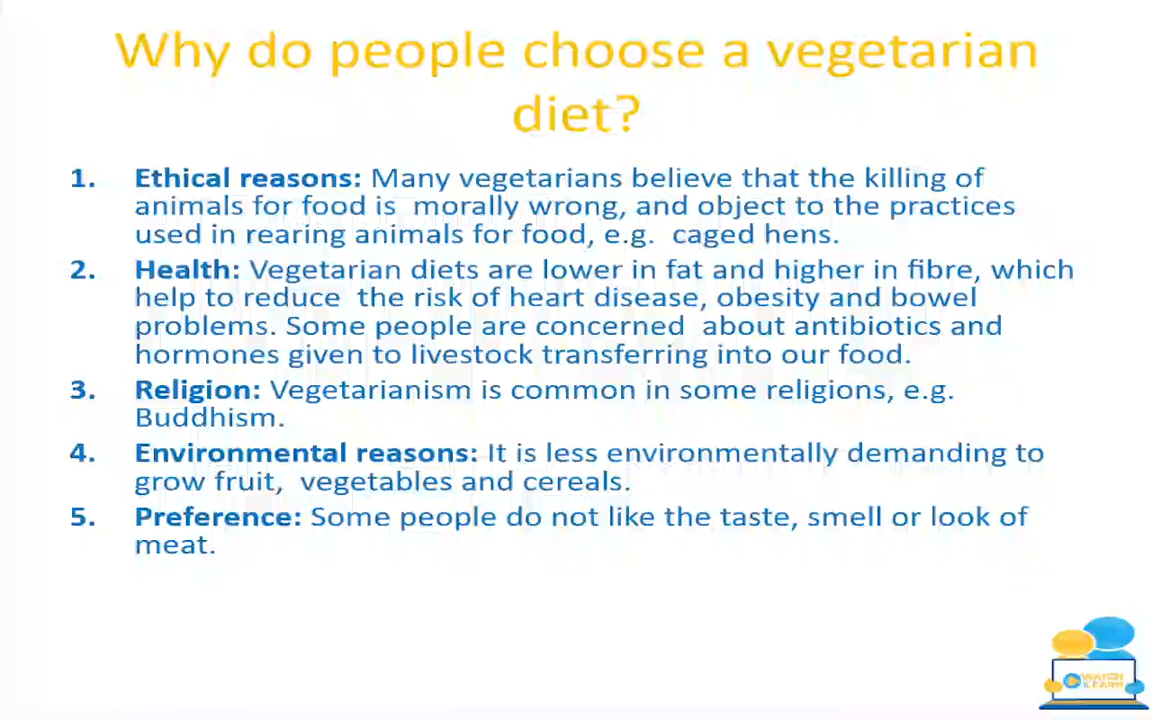 Why do people choose a vegetarian
diet?
1. Ethical reasons: Many vegetarians believe that the killing of
animals for food is morally wrong, and object to the practices
used in rearing animals for food, e.g. caged hens.
2. Health: Vegetarian diets are lower in fat and higher in fibre, which
help to reduce the risk of heart disease, obesity and bowel
problems. Some people are concerned about antibiotics and
hormones given to livestock transferring into our food.
3. Religion: Vegetarianism is common in some religions, e.g.
Buddhism.
4. Environmental reasons: It is less environmentally demanding to
grow fruit, vegetables and cereals.
5. Preference: Some people do not like the taste, smell or look of
meat.
WATCH
& LEARN